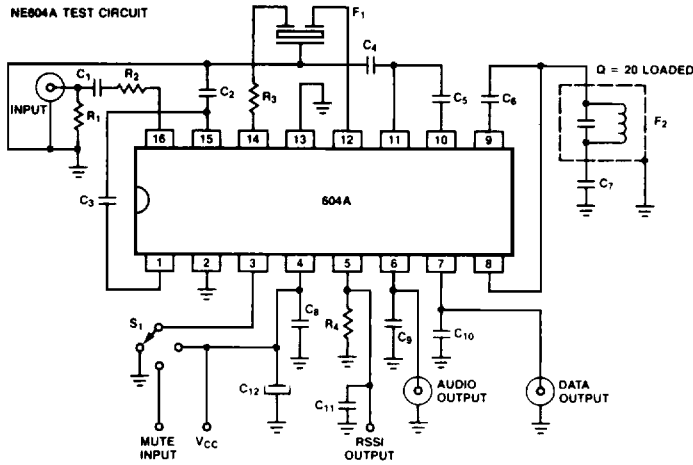 NE604A TEST CIRCUIT
F1
C4
Q = 20 LOADED
C1
R2
INPUT
R1
C2
R3
C5
C6
F2
C7
16
15
14
13
12
11
10
9
C3
604A
1
2
3
4
5
6
7
8
S1
C8
R4
C9
C10
C12
C11
AUDIO
OUTPUT
DATA
OUTPUT
MUTE
INPUT
VCC
RSSI
OUTPUT